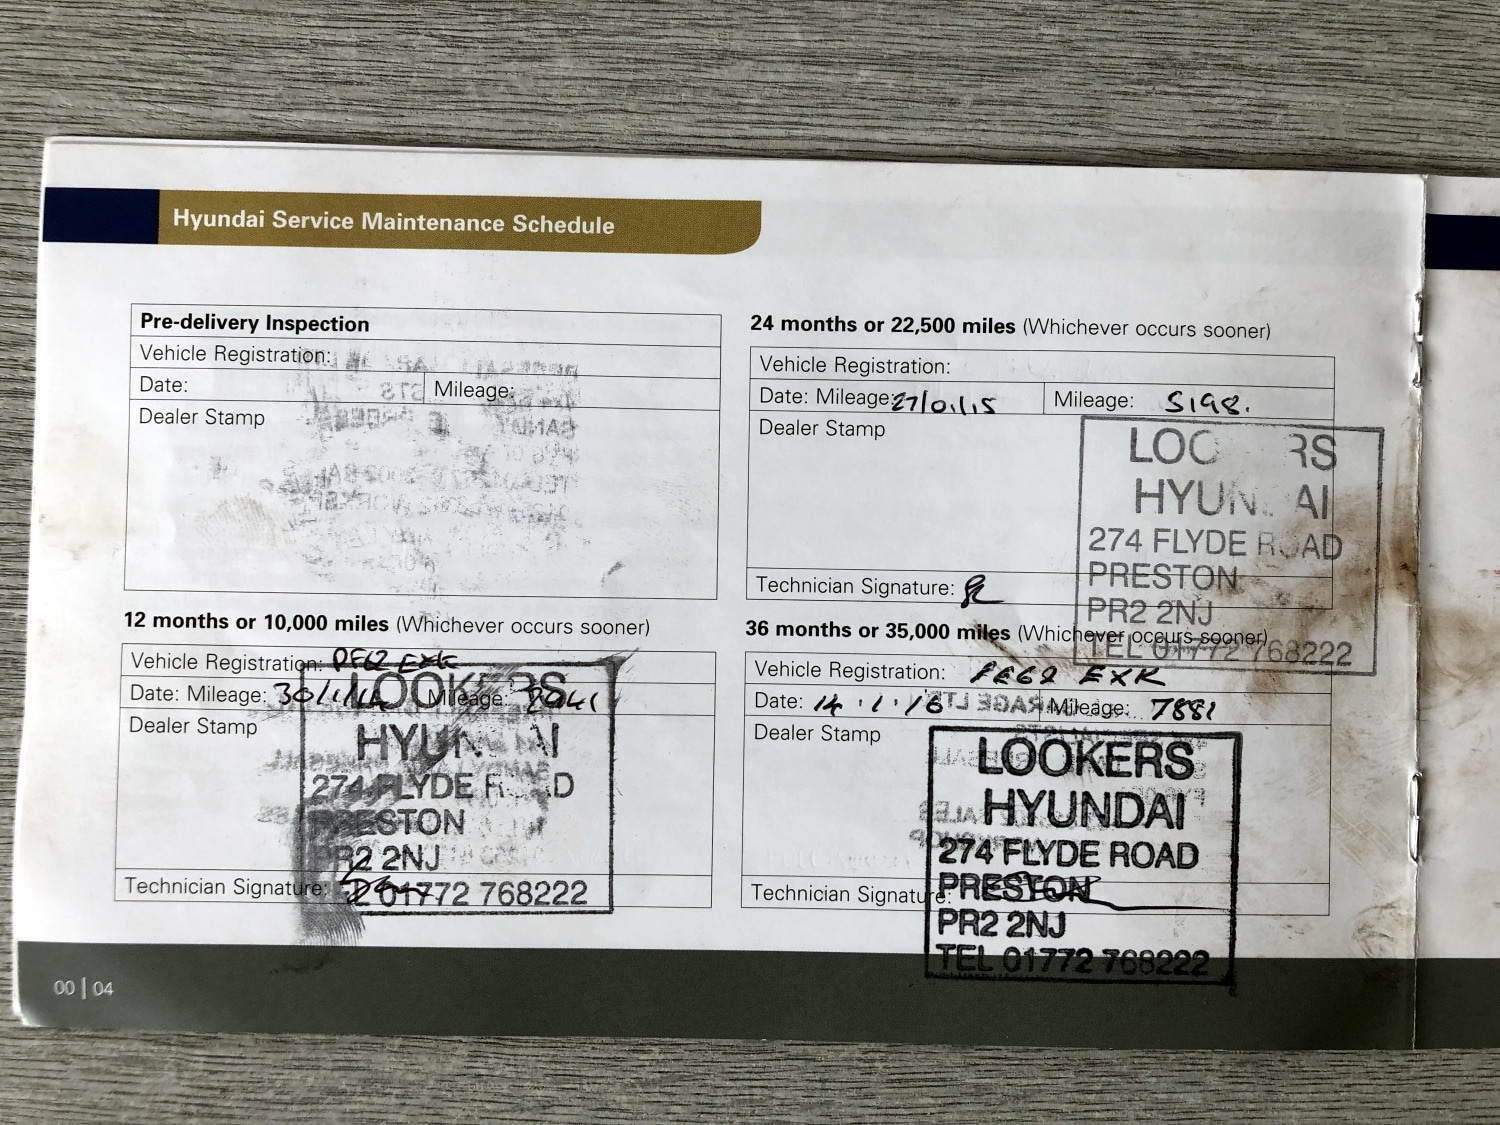 Hyundai Service Maintenance Schedule
Pre-delivery Inspection
Vehicle Registration:
Date: Mileage:
Dealer Stamp
12 months or 10,000 miles (Whichever occurs sooner)
Vehicle Registration: EXK
Date: Mileage: Mileage:
Dealer Stamp
LOOKERS
HYUN AI
274 FLYDE R D
PRESTON
PR2 2NJ
Technician Signature:
01772 768222
24 months or 22,500 miles (Whichever occurs sooner)
Vehicle Registration:
Date: Mileage: 27/01/15 Mileage: 5198.
Dealer Stamp
LOO RS
HYUN AI
274 FLYDE ROAD
PRESTON
PR2 2NJ
TEL 01772 768222
Technician Signature:
36 months or 35,000 miles (Whichever occurs sooner)
Vehicle Registration: PE62 EXK
Date: 14.1.16 Mileage: 7881
Dealer Stamp
LOOKERS
HYUNDAI
274 FLYDE ROAD
PRESTON
PR2 2NJ
TEL 01772 768222
Technician Signature:
00 | 04